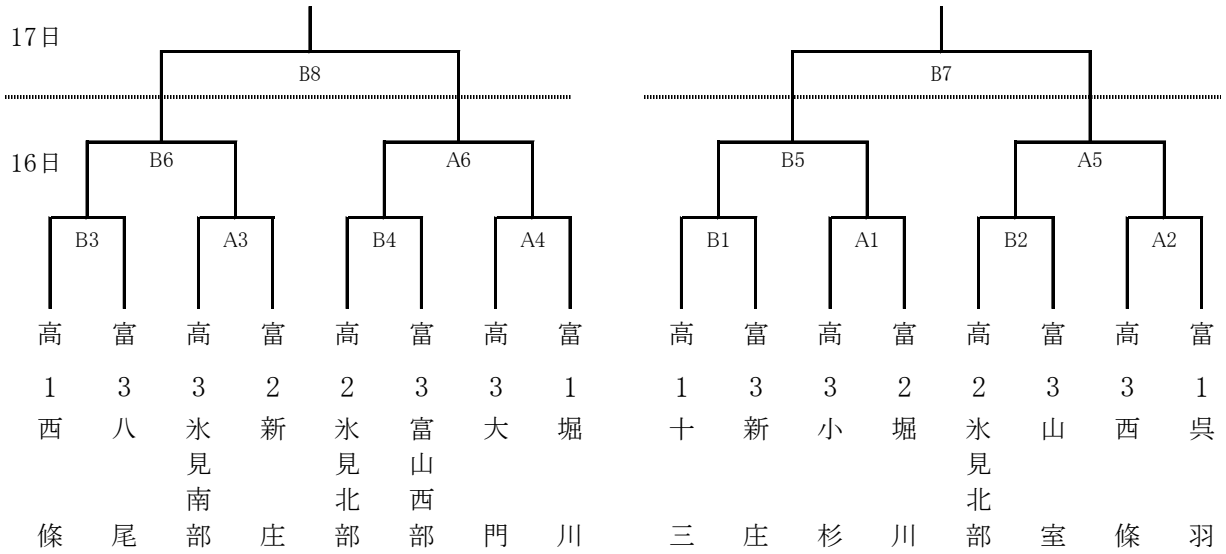 17日
B8
B7
16日
B6
A6
B5
A5
B3
A3
B4
A4
B1
A1
B2
A2
高 富 高 富 高 富 高 富 高 富 高 富 高 富 高 富
1 3 3 2 2 3 3 1 1 3 3 2 2 3 3 1
西條
八尾
氷見南部
新庄
氷見北部
富山西部
大門
堀川
十三
新庄
小杉
堀川
氷見北部
山室
西條
呉羽